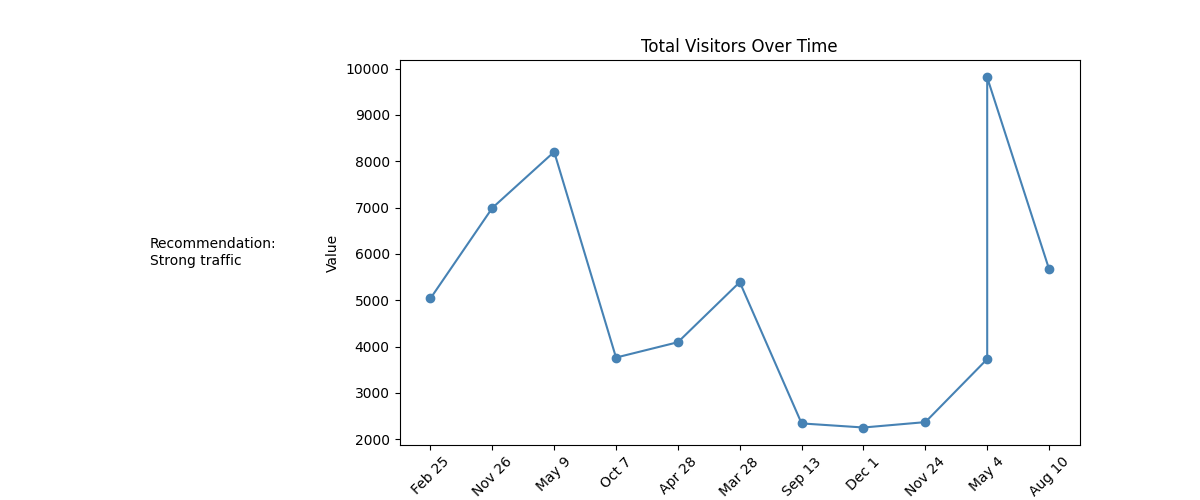 Total Visitors Over Time
10000
9000
8000
7000
6000
5000
4000
3000
2000
Value
Recommendation:
Strong traffic
Feb 25
Nov 26
May 9
Oct 7
Apr 28
Mar 28
Sep 13
Dec 1
Nov 24
May 4
Aug 10